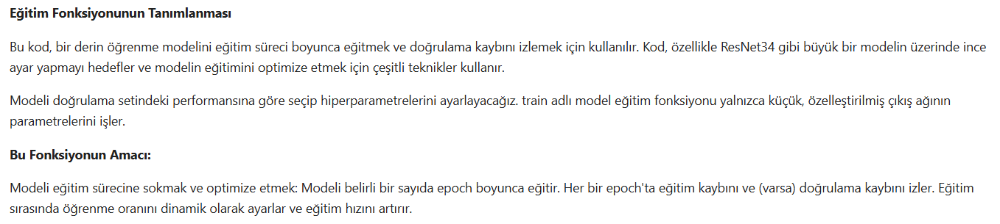 Eğitim Fonksiyonunun Tanımlanması
Bu kod, bir derin öğrenme modelini eğitim süreci boyunca eğitmek ve doğrulama kaybını izlemek için kullanılır. Kod, özellikle ResNet34 gibi büyük bir modelin üzerinde ince
ayar yapmayı hedefler ve modelin eğitimini optimize etmek için çeşitli teknikler kullanır.
Modeli doğrulama setindeki performansına göre seçip hiperparametrelerini ayarlayacağız. train adlı model eğitim fonksiyonu yalnızca küçük, özelleştirilmiş çıkış ağının
parametrelerini işler.
Bu Fonksiyonun Amacı:
Modeli eğitim sürecine sokmak ve optimize etmek: Modeli belirli bir sayıda epoch boyunca eğitir. Her bir epoch'ta eğitim kaybını ve (varsa) doğrulama kaybını izler. Eğitim
sırasında öğrenme oranını dinamik olarak ayarlar ve eğitim hızını artırır.